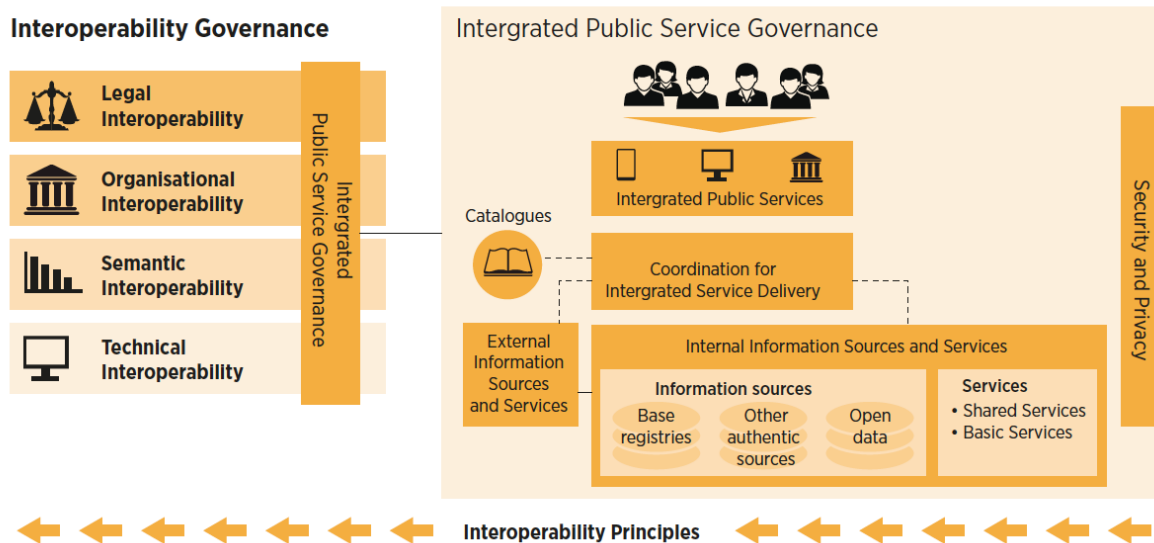 Interoperability Governance
Legal
Interoperability
Organisational
Interoperability
Semantic
Interoperability
Technical
Interoperability
Intergrated
Public Service Governance
Intergrated Public Service Governance
Intergrated Public Services
Catalogues
Coordination for
Intergrated Service Delivery
External
Information
Sources
and Services
Internal Information Sources and Services
Information sources
Base
registries
Other
authentic
sources
Open
data
Services
• Shared Services
• Basic Services
Security and Privacy
Interoperability Principles